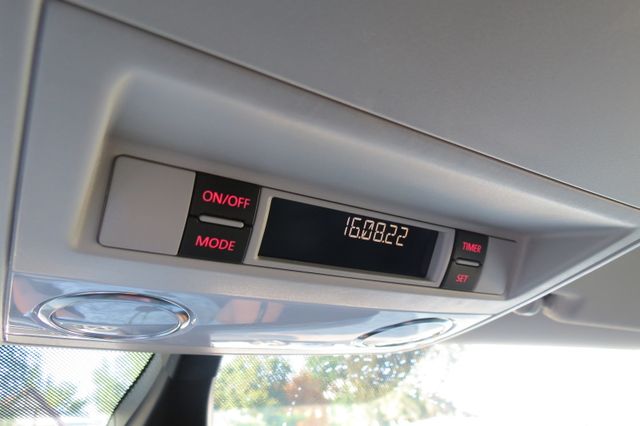 ON/OFF
MODE
16.08.22
TIMER
SET